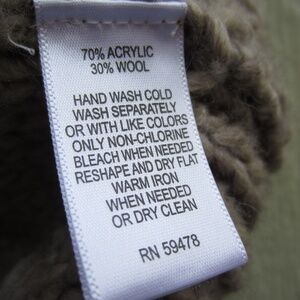 70% ACRYLIC
30% WOOL
HAND WASH COLD
WASH SEPARATELY
OR WITH LIKE COLORS
ONLY NON-CHLORINE
BLEACH WHEN NEEDED
RESHAPE AND DRY FLAT
WARM IRON
WHEN NEEDED
OR DRY CLEAN
RN 59478